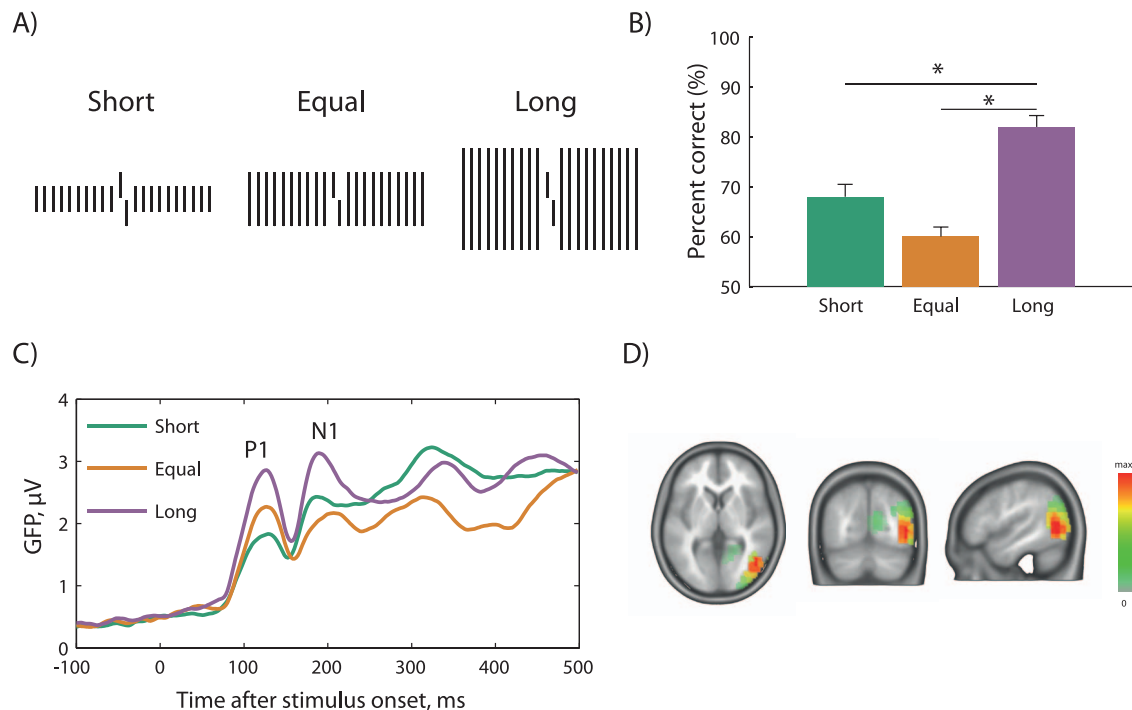 A)
Short Equal Long
B)
Percent correct (%)
100
90
80
70
60
50
*
*
Short Equal Long
C)
GFP, µV
4
3
2
1
0
Short
Equal
Long
P1
N1
-100 0 100 200 300 400 500
Time after stimulus onset, ms
D)
max
0